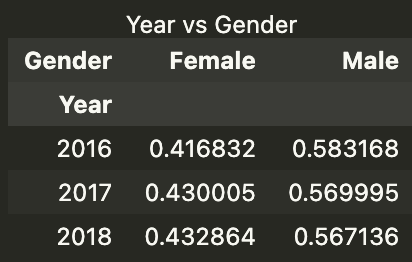 Year vs Gender
Gender Female Male
Year
2016 0.416832 0.583168
2017 0.430005 0.569995
2018 0.432864 0.567136